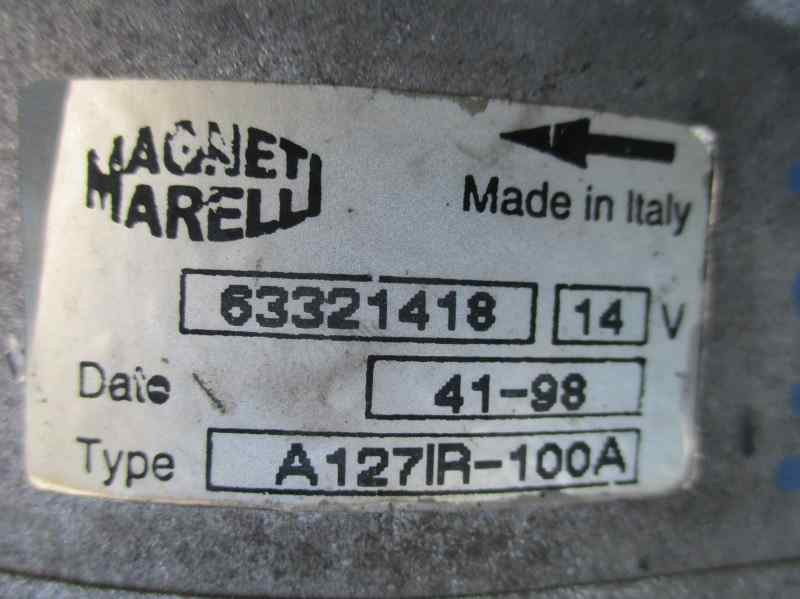 MAGNETI
MARELLI
Made in Italy
63321418 14 V
Date 41-98
Type A127IR-100A